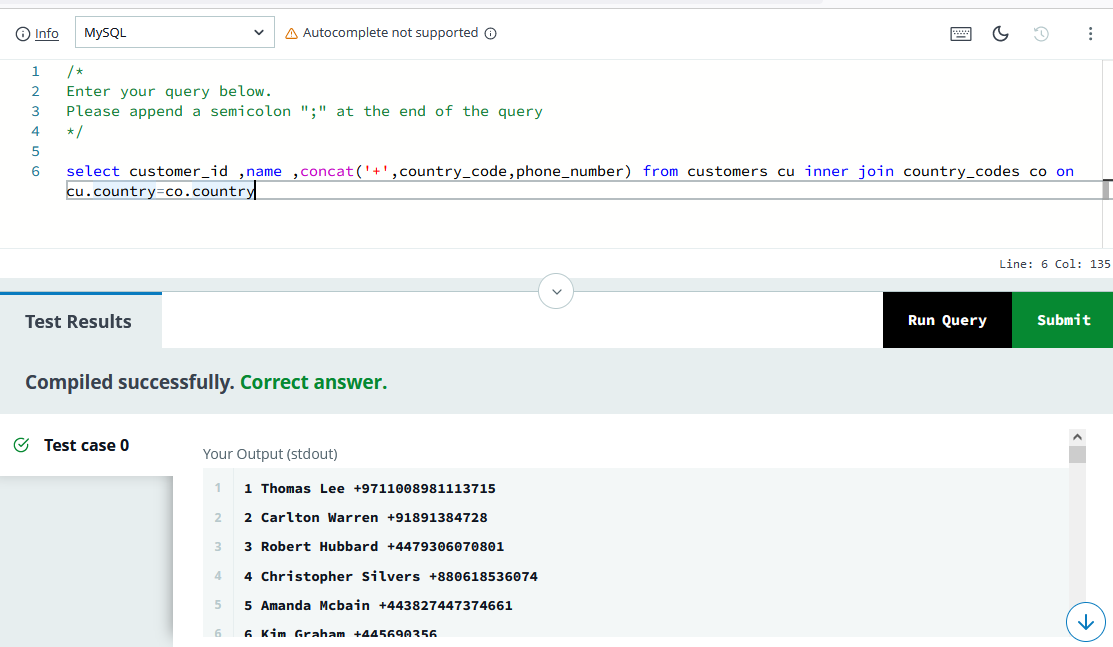 Info MySQL Autocomplete not supported
1 /*
2 Enter your query below.
3 Please append a semicolon ";" at the end of the query
4 */
5
6 select customer_id ,name ,concat('+',country_code,phone_number) from customers cu inner join country_codes co on
cu.country=co.country
Line: 6 Col: 135
Test Results
Run Query Submit
Compiled successfully. Correct answer.
Test case 0
Your Output (stdout)
1 1 Thomas Lee +9711008981113715
2 2 Carlton Warren +91891384728
3 3 Robert Hubbard +4479306070801
4 4 Christopher Silvers +880618536074
5 5 Amanda Mcbain +443827447374661
6 6 Kim Graham +445690356